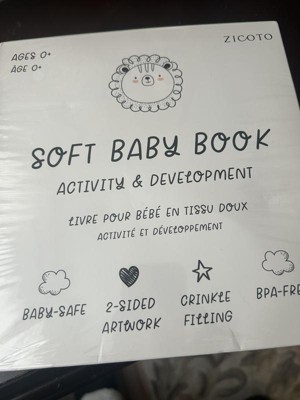 AGES 0+
ÂGE 0+
ZICOTO
SOFT BABY BOOK
ACTIVITY & DEVELOPMENT
LIVRE POUR BÉBÉ EN TISSU DOUX
ACTIVITÉ ET DÉVELOPPEMENT
BABY-SAFE
2-SIDED
ARTWORK
CRINKLE
FILLING
BPA-FRE